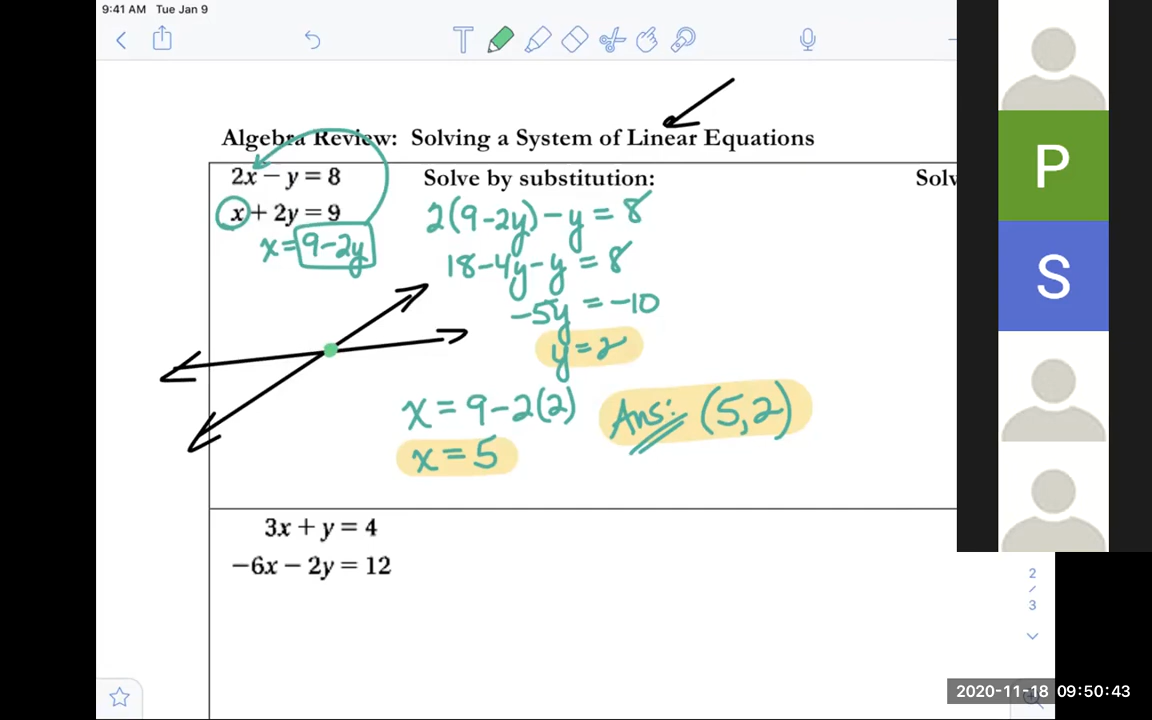 9:41 AM Tue Jan 9
T
Algebra Review: Solving a System of Linear Equations
2x − y = 8
x + 2y = 9
x = 9−2y
Solve by substitution:
2(9−2y) − y = 8
18−4y−y = 8
−5y = −10
y = 2
x = 9−2(2)
x = 5
Ans: (5,2)
Solv
3x + y = 4
−6x − 2y = 12
P
S
2
/
3
2020-11-18 09:50:43